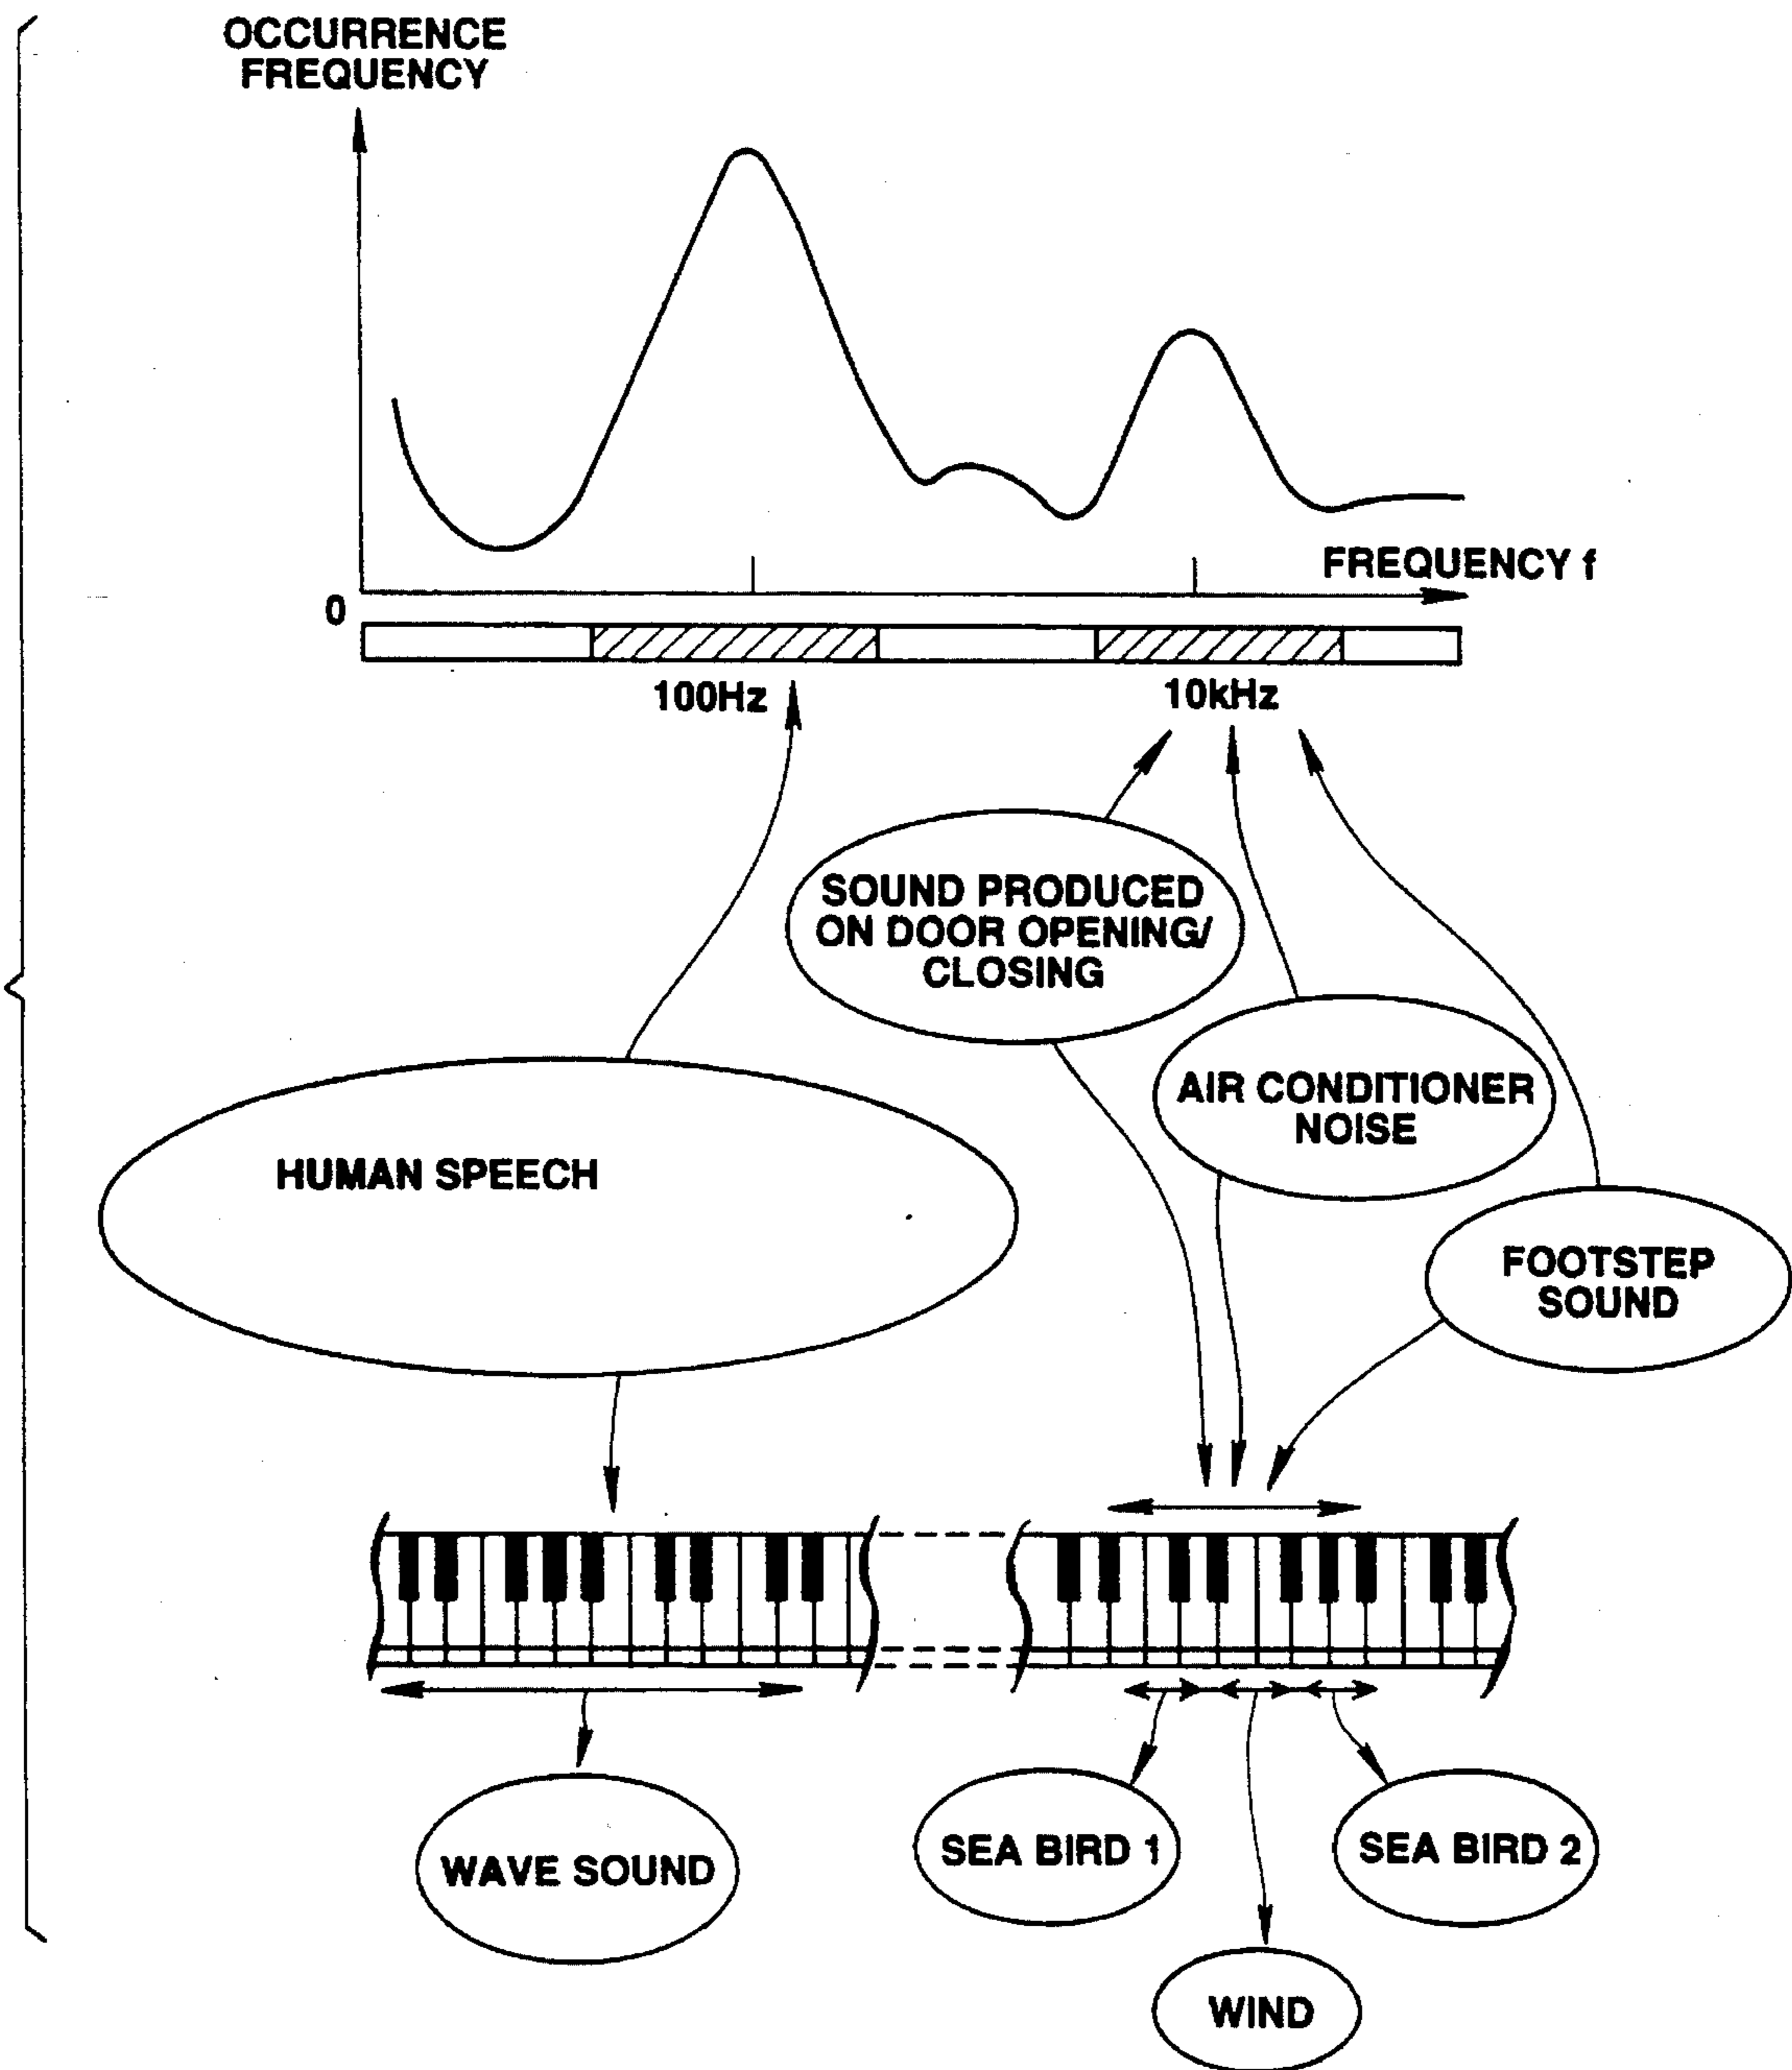 OCCURRENCE
FREQUENCY
FREQUENCY f
0
100Hz
10kHz
SOUND PRODUCED
ON DOOR OPENING/
CLOSING
AIR CONDITIONER
NOISE
HUMAN SPEECH
FOOTSTEP
SOUND
WAVE SOUND
SEA BIRD 1
SEA BIRD 2
WIND